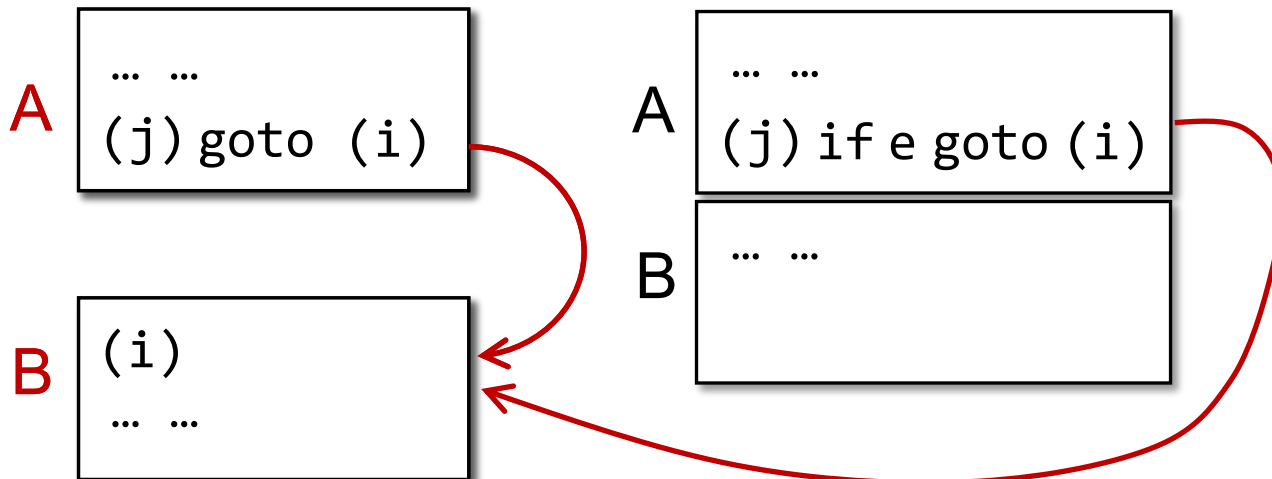 A
… …
(j) goto (i)
B
(i)
… …
A
… …
(j) if e goto (i)
B
… …